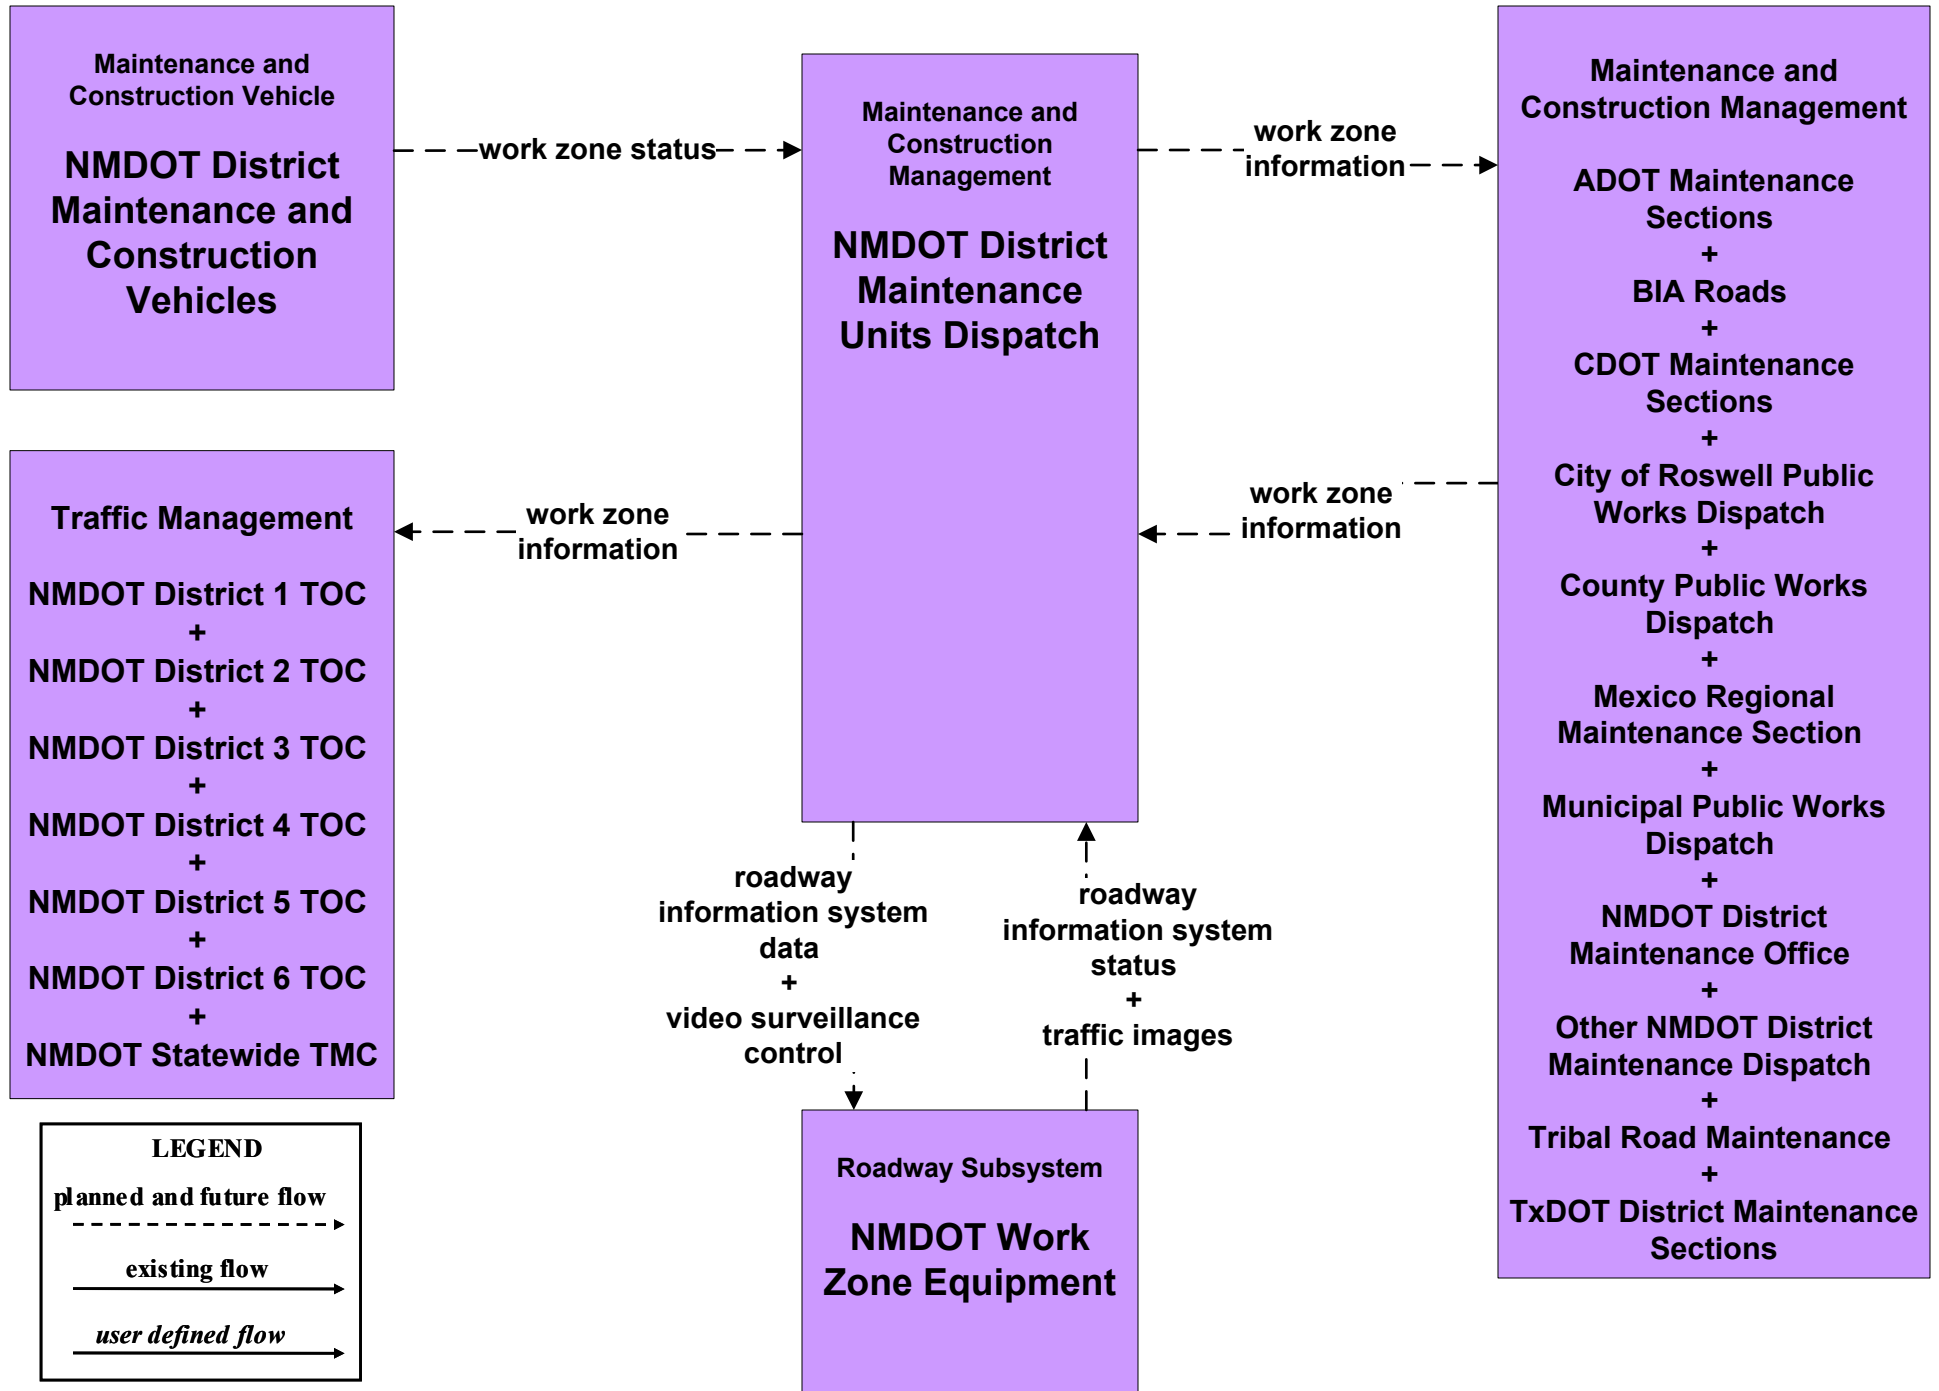 Maintenance and
Construction Vehicle
NMDOT District
Maintenance and
Construction
Vehicles
work zone status
Maintenance and
Construction
Management
NMDOT District
Maintenance
Units Dispatch
work zone
information
Maintenance and
Construction Management
ADOT Maintenance
Sections
+
BIA Roads
+
CDOT Maintenance
Sections
+
City of Roswell Public
Works Dispatch
+
County Public Works
Dispatch
+
Mexico Regional
Maintenance Section
+
Municipal Public Works
Dispatch
+
NMDOT District
Maintenance Office
+
Other NMDOT District
Maintenance Dispatch
+
Tribal Road Maintenance
+
TxDOT District Maintenance
Sections
work zone
information
work zone
information
Traffic Management
NMDOT District 1 TOC
+
NMDOT District 2 TOC
+
NMDOT District 3 TOC
+
NMDOT District 4 TOC
+
NMDOT District 5 TOC
+
NMDOT District 6 TOC
+
NMDOT Statewide TMC
roadway
information system
data
+
video surveillance
control
roadway
information system
status
+
traffic images
Roadway Subsystem
NMDOT Work
Zone Equipment
LEGEND
planned and future flow
existing flow
user defined flow